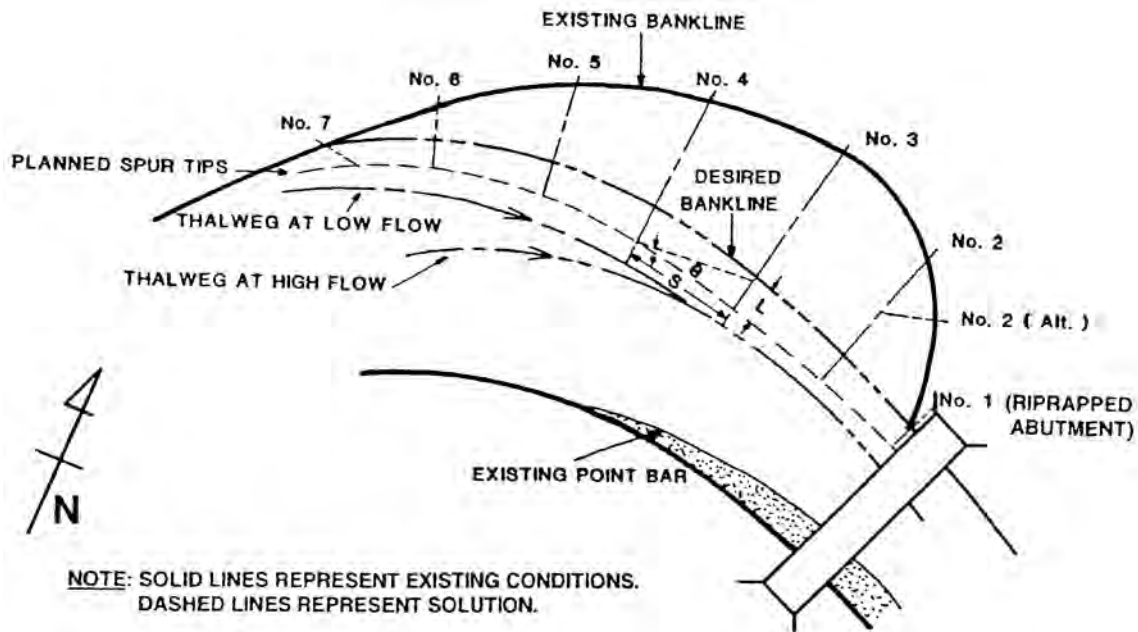 EXISTING BANKLINE
No. 5
No. 6
No. 4
No. 7
No. 3
PLANNED SPUR TIPS
DESIRED
BANKLINE
THALWEG AT LOW FLOW
No. 2
THALWEG AT HIGH FLOW
B
S
L
No. 2 (Alt.)
No. 1 (RIPRAPPED
ABUTMENT)
EXISTING POINT BAR
N
NOTE: SOLID LINES REPRESENT EXISTING CONDITIONS.
DASHED LINES REPRESENT SOLUTION.